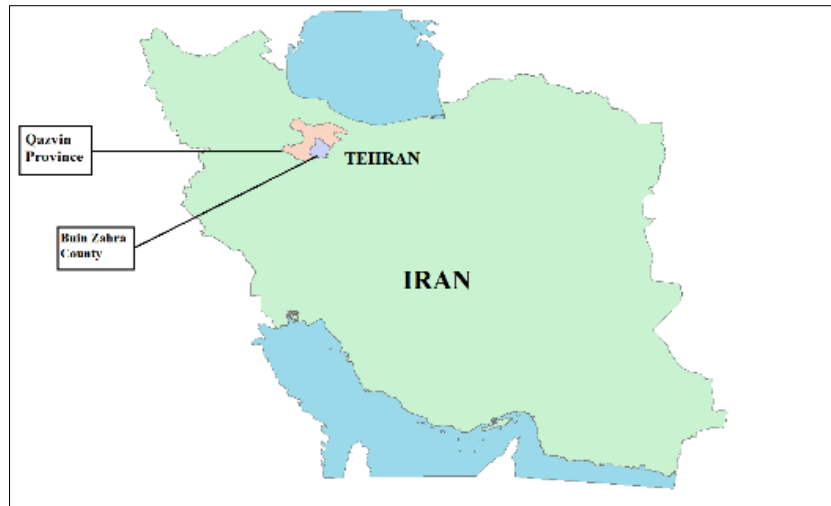 Qazvin
Province
TEHRAN
Buin Zahra
County
IRAN